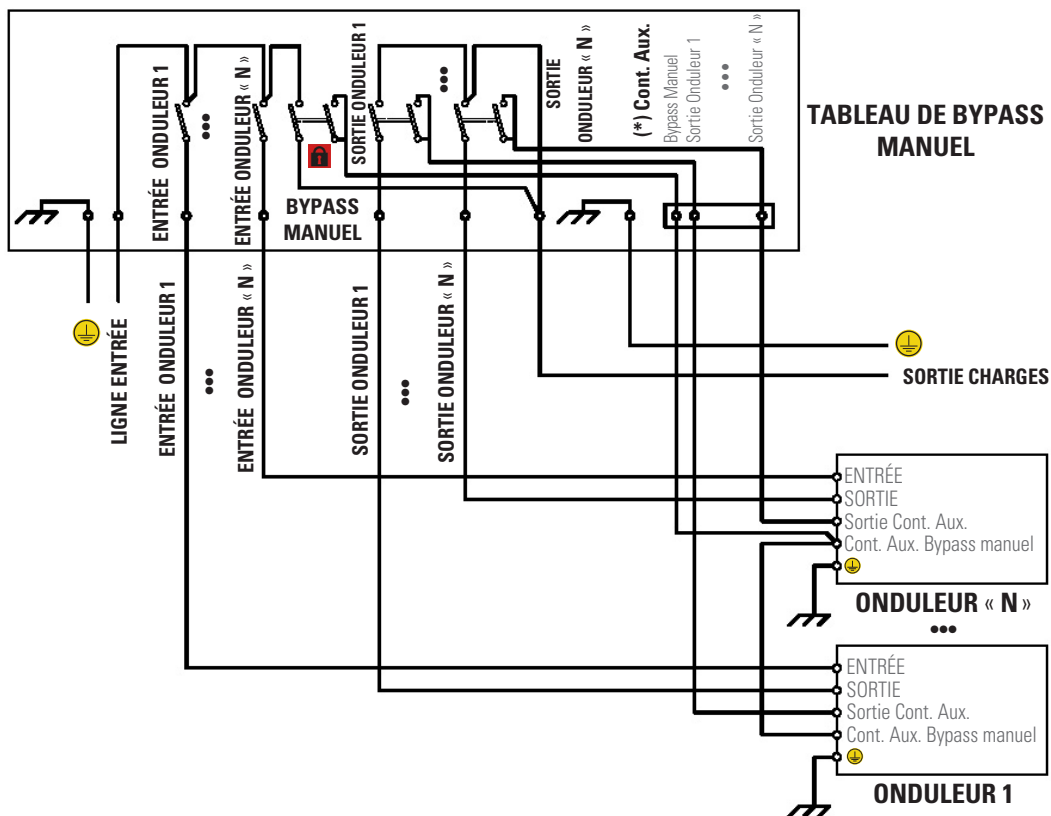 ENTRÉE ONDULEUR 1
•••
ENTRÉE ONDULEUR « N »
SORTIE ONDULEUR 1
•••
SORTIE
ONDULEUR « N »
(*) Cont. Aux.
Bypass Manuel
Sortie Onduleur 1
•••
Sortie Onduleur « N »
TABLEAU DE BYPASS
MANUEL
BYPASS
MANUEL
LIGNE ENTRÉE
ENTRÉE ONDULEUR 1
•••
ENTRÉE ONDULEUR « N »
SORTIE ONDULEUR 1
•••
SORTIE ONDULEUR « N »
SORTIE CHARGES
ENTRÉE
SORTIE
Sortie Cont. Aux.
Cont. Aux. Bypass manuel
ONDULEUR « N »
•••
ENTRÉE
SORTIE
Sortie Cont. Aux.
Cont. Aux. Bypass manuel
ONDULEUR 1